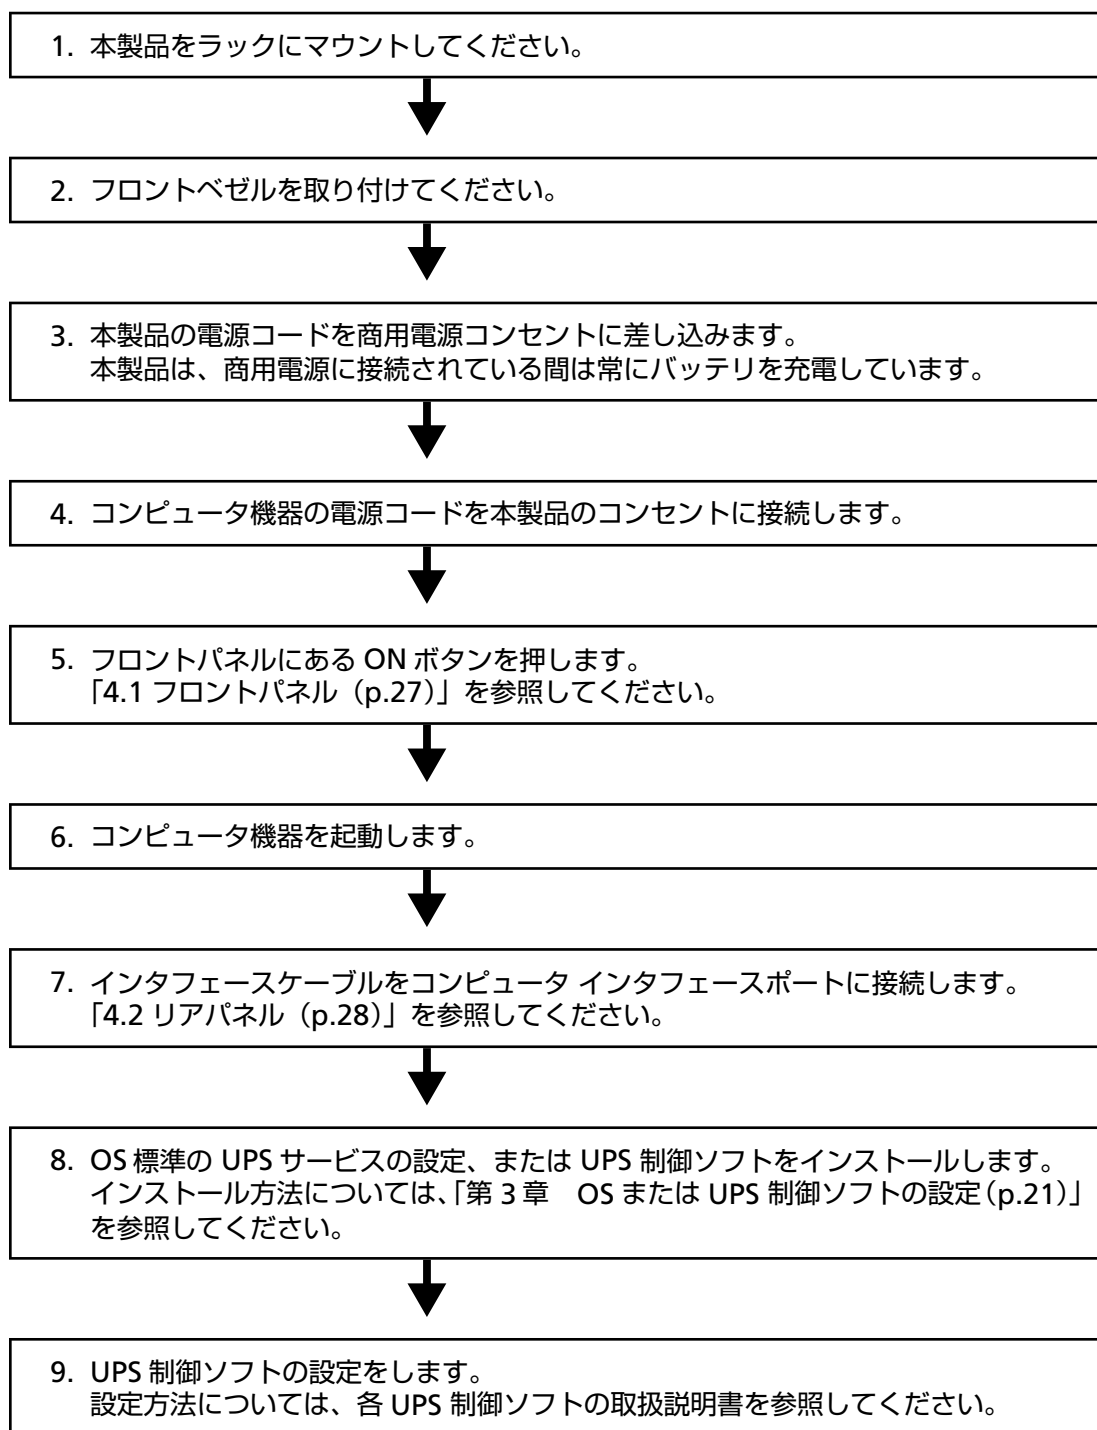 1. 本製品をラックにマウントしてください。
2. フロントベゼルを取り付けてください。
3. 本製品の電源コードを商用電源コンセントに差し込みます。
本製品は、商用電源に接続されている間は常にバッテリを充電しています。
4. コンピュータ機器の電源コードを本製品のコンセントに接続します。
5. フロントパネルにある ON ボタンを押します。
「4.1 フロントパネル（p.27）」を参照してください。
6. コンピュータ機器を起動します。
7. インタフェースケーブルをコンピュータ インタフェースポートに接続します。
「4.2 リアパネル（p.28）」を参照してください。
8. OS 標準の UPS サービスの設定、または UPS 制御ソフトをインストールします。
インストール方法については、「第 3 章　OS または UPS 制御ソフトの設定（p.21）」
を参照してください。
9. UPS 制御ソフトの設定をします。
設定方法については、各 UPS 制御ソフトの取扱説明書を参照してください。